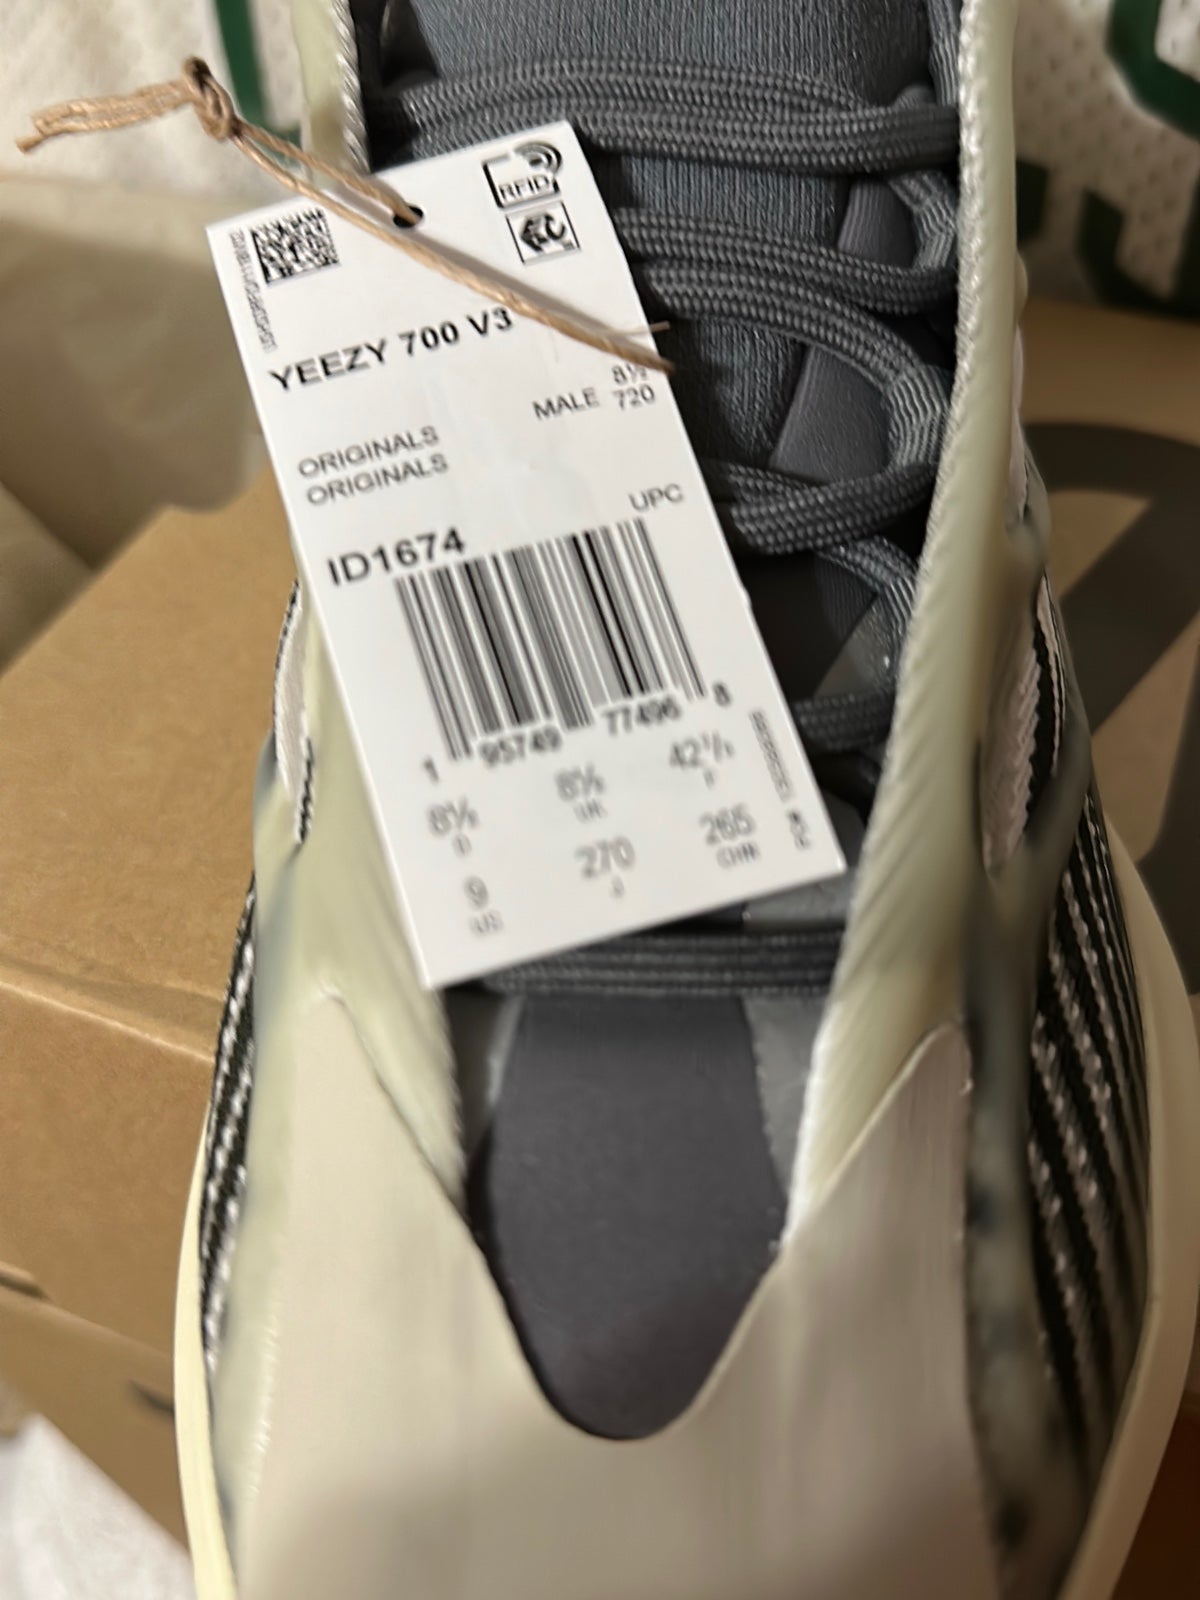 RFID
YEEZY 700 V3
8½
MALE 720
ORIGINALS
ORIGINALS
UPC
ID1674
1 95749 77496 8
8½ 8½ 42⅔
D UK F
9 270 265
US J CHN